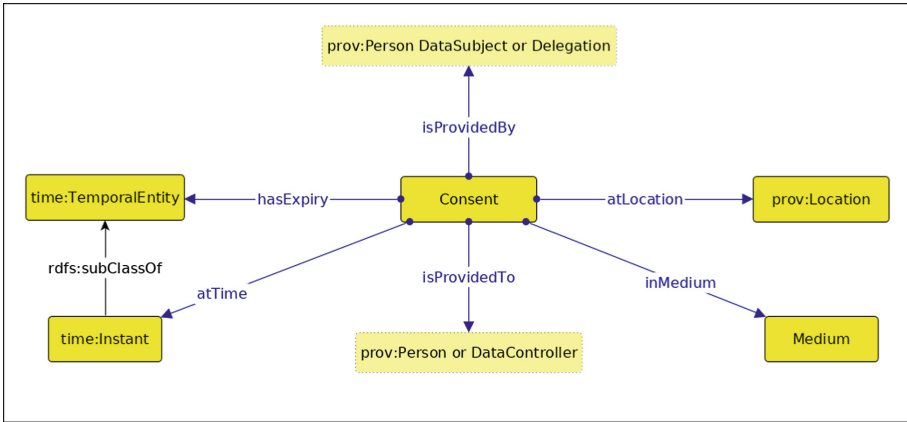 prov:Person DataSubject or Delegation
isProvidedBy
time:TemporalEntity
hasExpiry
Consent
atLocation
prov:Location
rdfs:subClassOf
isProvidedTo
inMedium
atTime
time:Instant
prov:Person or DataController
Medium